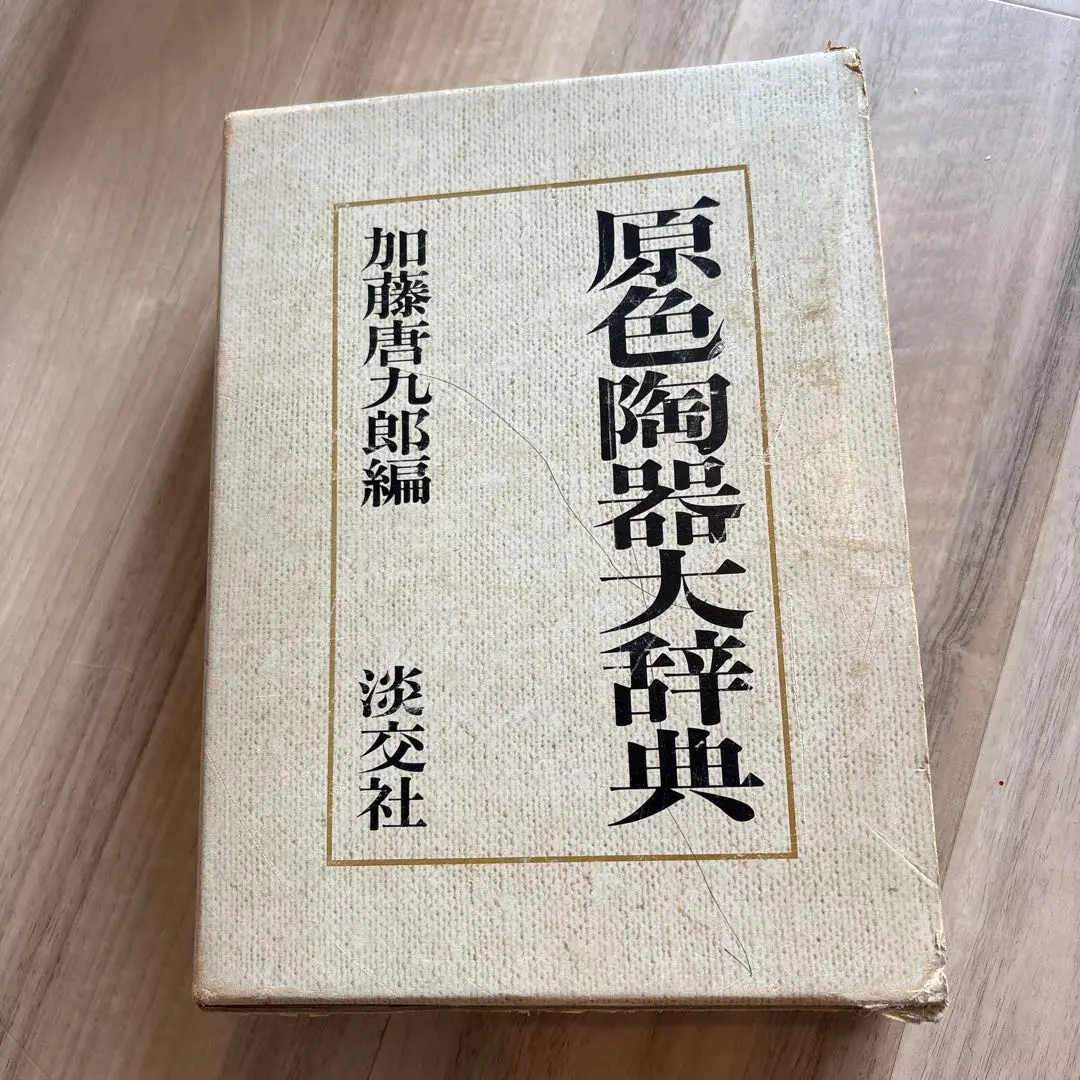 原色陶器大辞典
加藤唐九郎編
淡交社